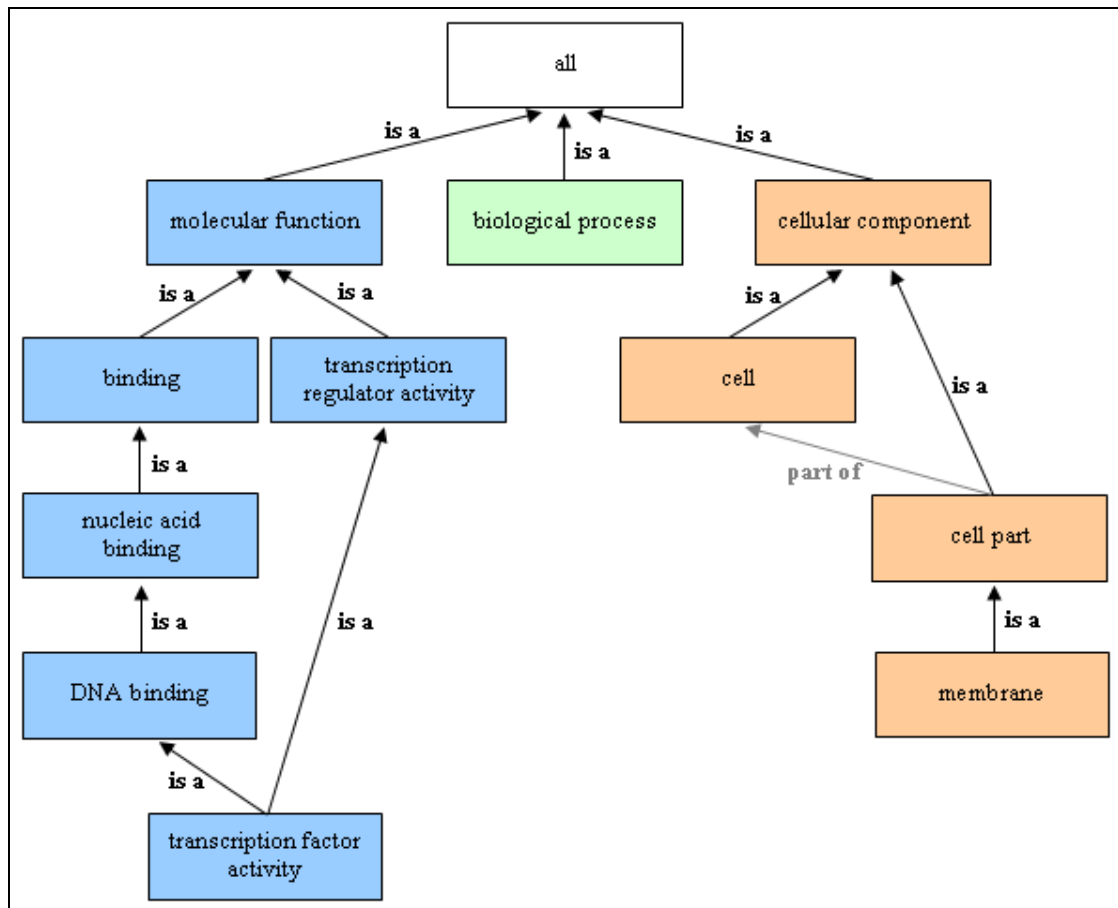 all
is a
is a
is a
molecular function
biological process
cellular component
is a
is a
is a
binding
transcription
regulator activity
cell
is a
is a
part of
nucleic acid
binding
cell part
is a
is a
is a
DNA binding
membrane
is a
transcription factor
activity